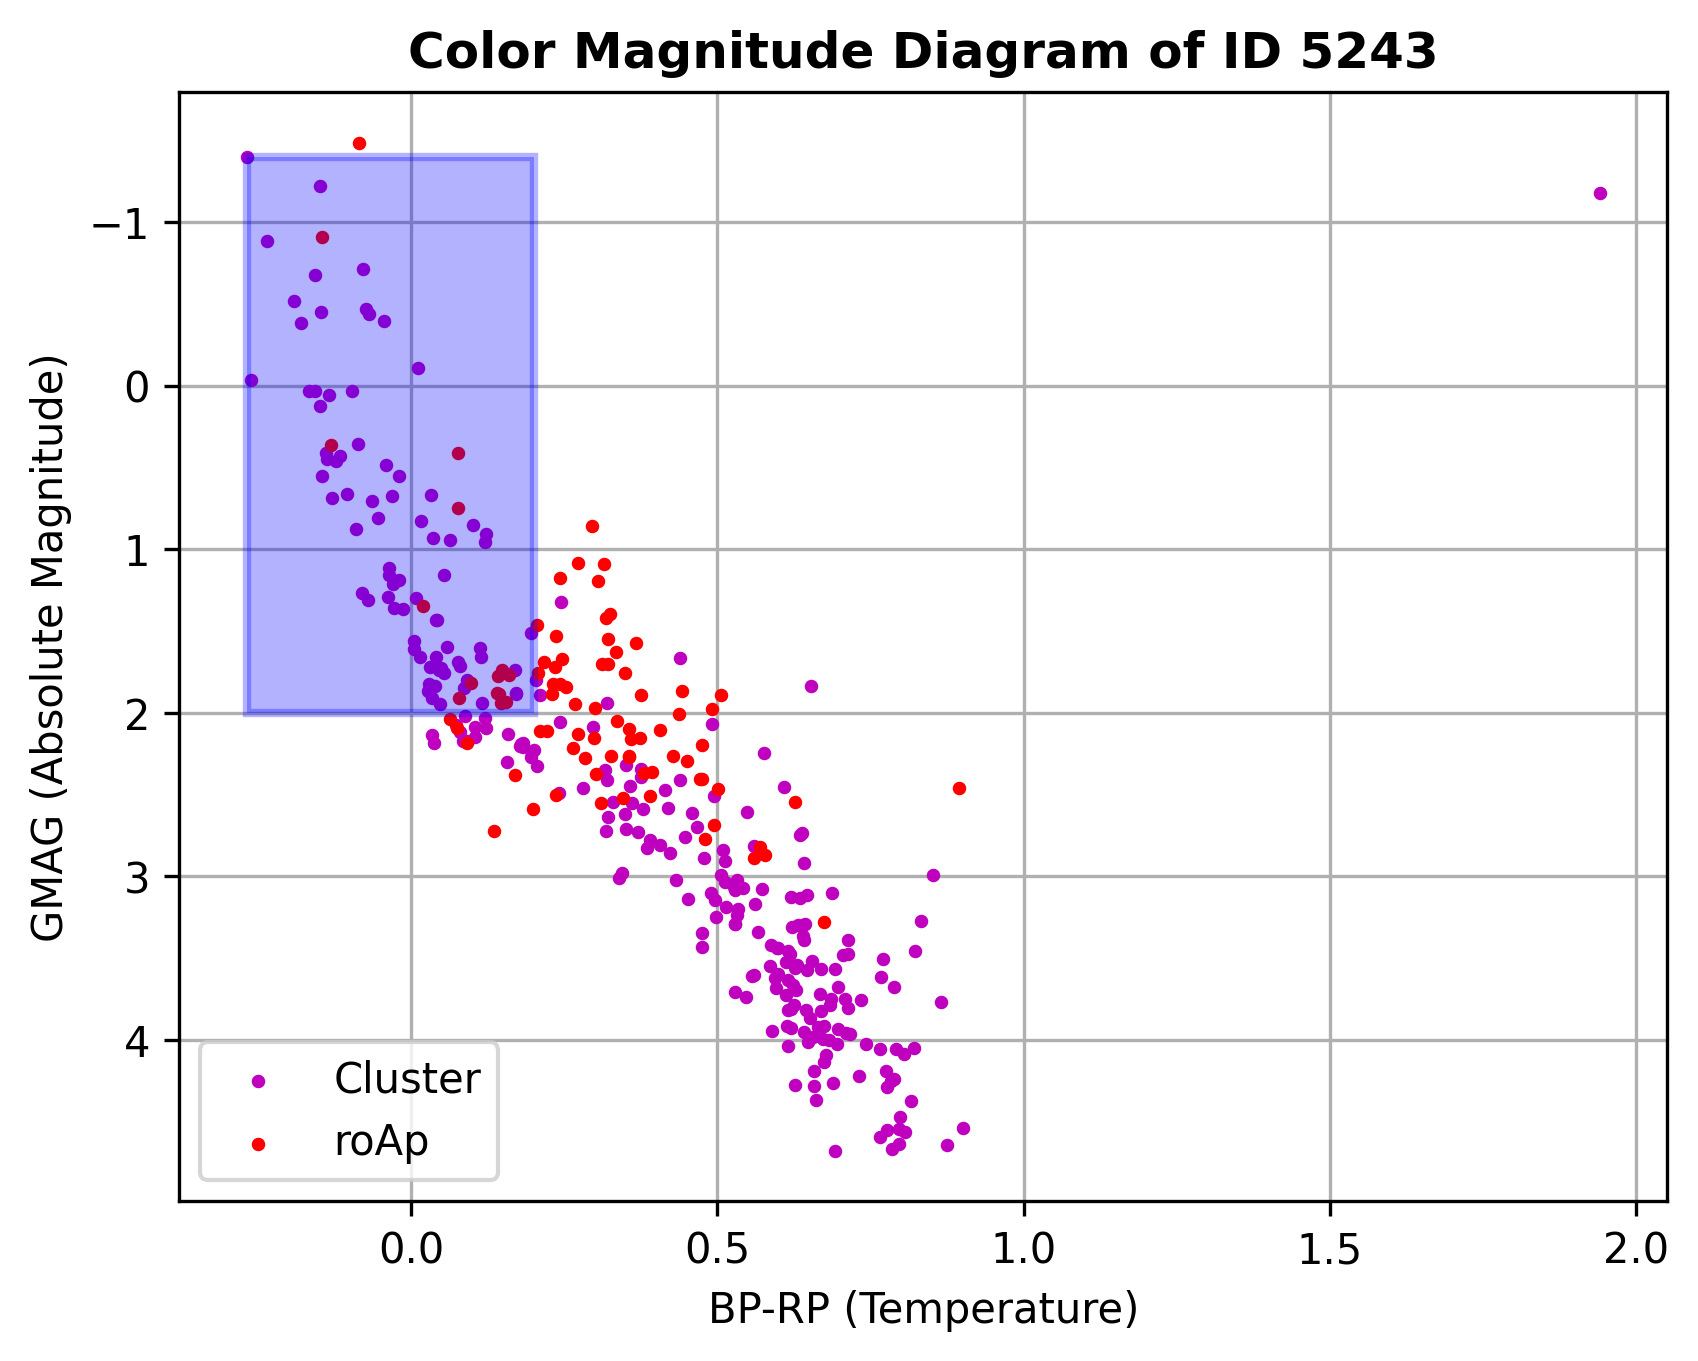 Color Magnitude Diagram of ID 5243
GMAG (Absolute Magnitude)
−1
0
1
2
3
4
Cluster
roAp
0.0 0.5 1.0 1.5 2.0
BP-RP (Temperature)